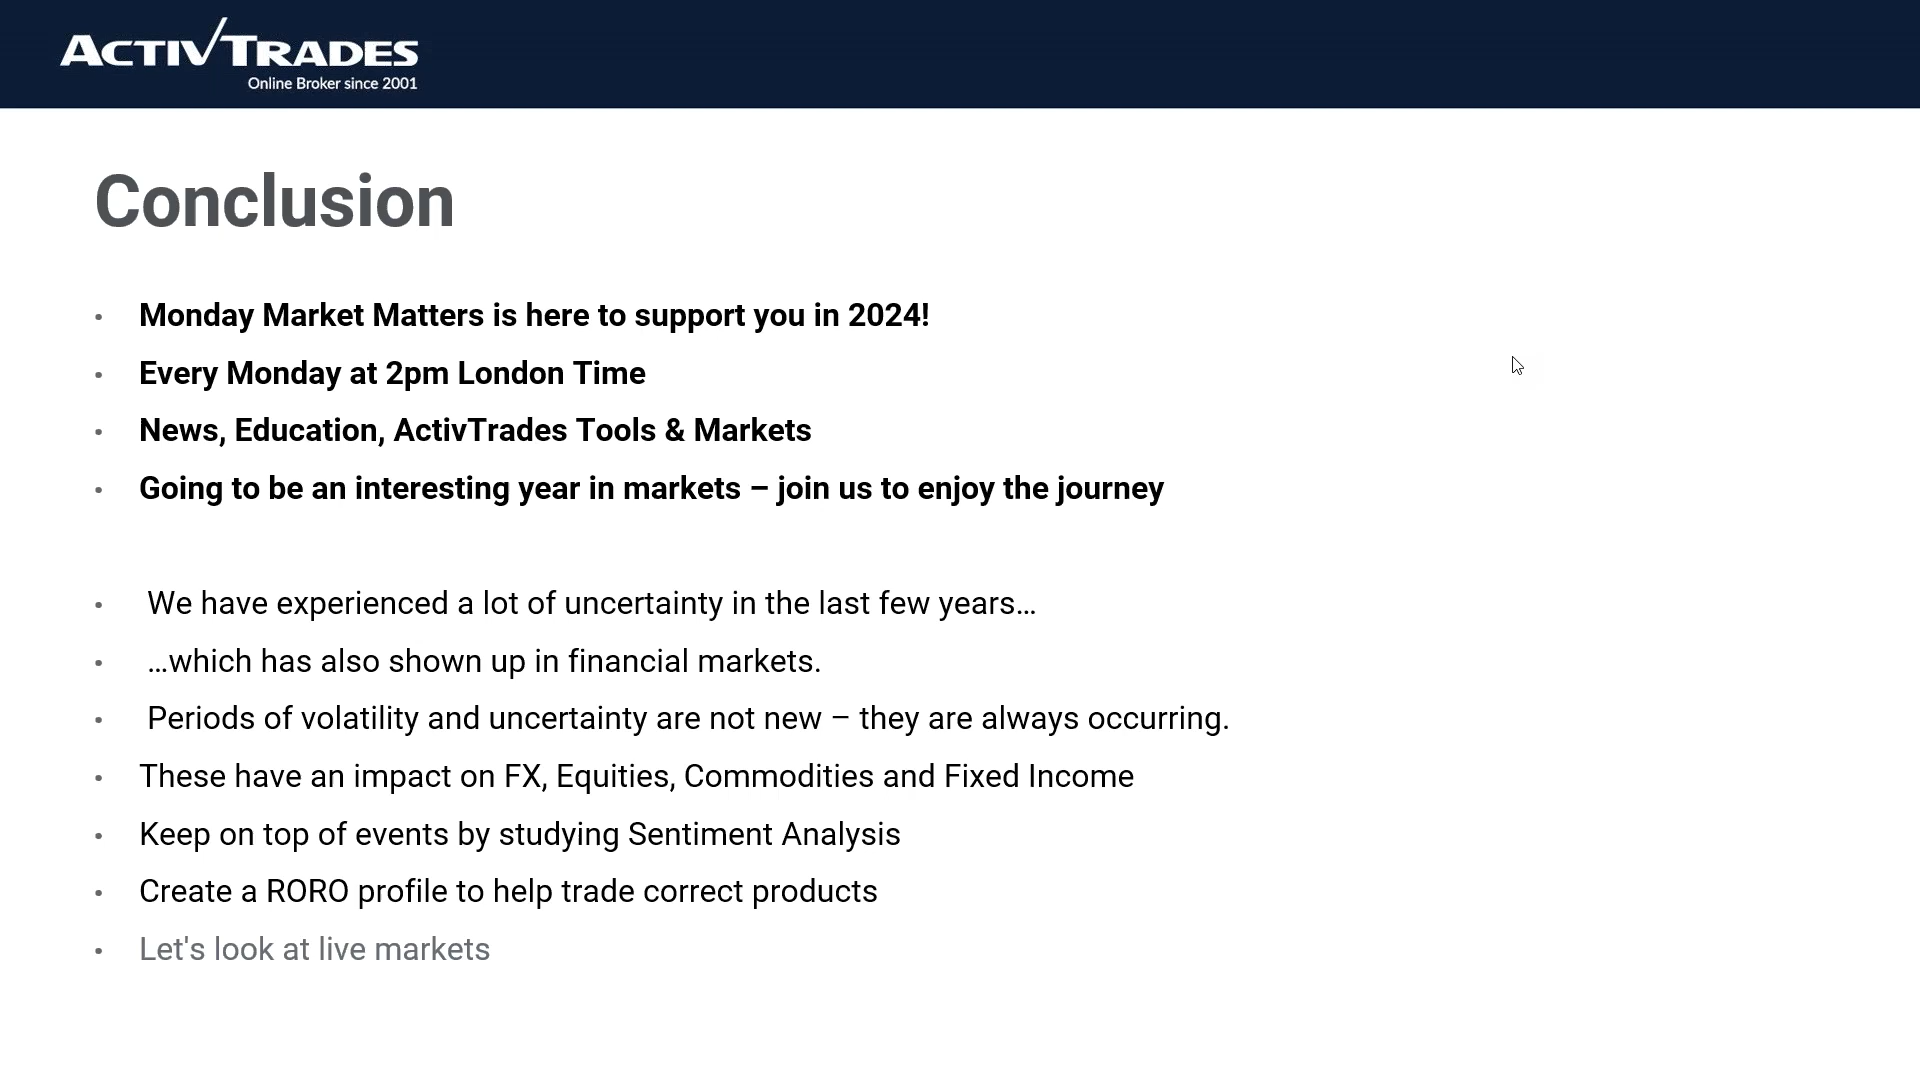 ACTIVTRADES
Online Broker since 2001
Conclusion
• Monday Market Matters is here to support you in 2024!
• Every Monday at 2pm London Time
• News, Education, ActivTrades Tools & Markets
• Going to be an interesting year in markets – join us to enjoy the journey
• We have experienced a lot of uncertainty in the last few years…
• …which has also shown up in financial markets.
• Periods of volatility and uncertainty are not new – they are always occurring.
• These have an impact on FX, Equities, Commodities and Fixed Income
• Keep on top of events by studying Sentiment Analysis
• Create a RORO profile to help trade correct products
• Let's look at live markets